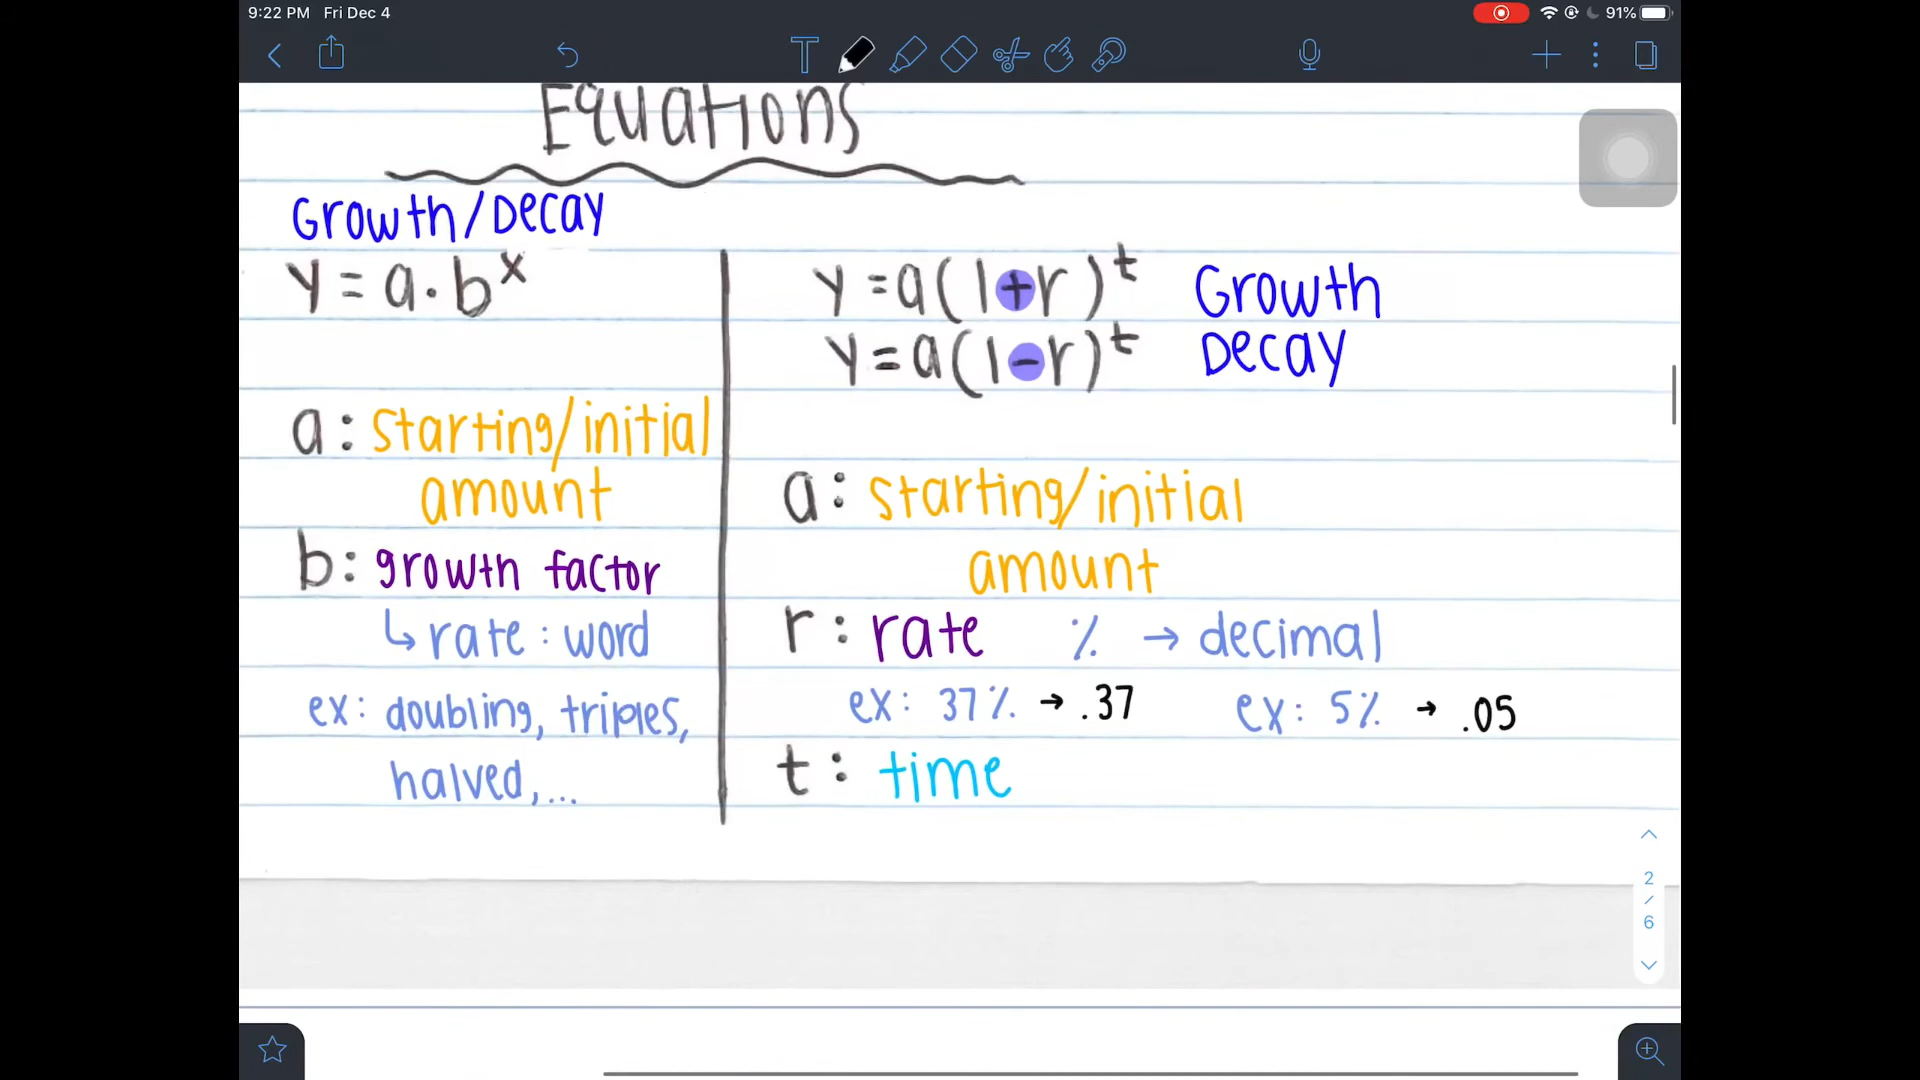 9:22 PM Fri Dec 4
91%
Equations
Growth/Decay
y = a · b^x
y = a(1+r)^t Growth
y = a(1-r)^t Decay
a: starting/initial
amount
b: growth factor
↳ rate: word
ex: doubling, triples,
halved,...
a: starting/initial
amount
r: rate % → decimal
ex: 37% → .37 ex: 5% → .05
t: time
2
/
6